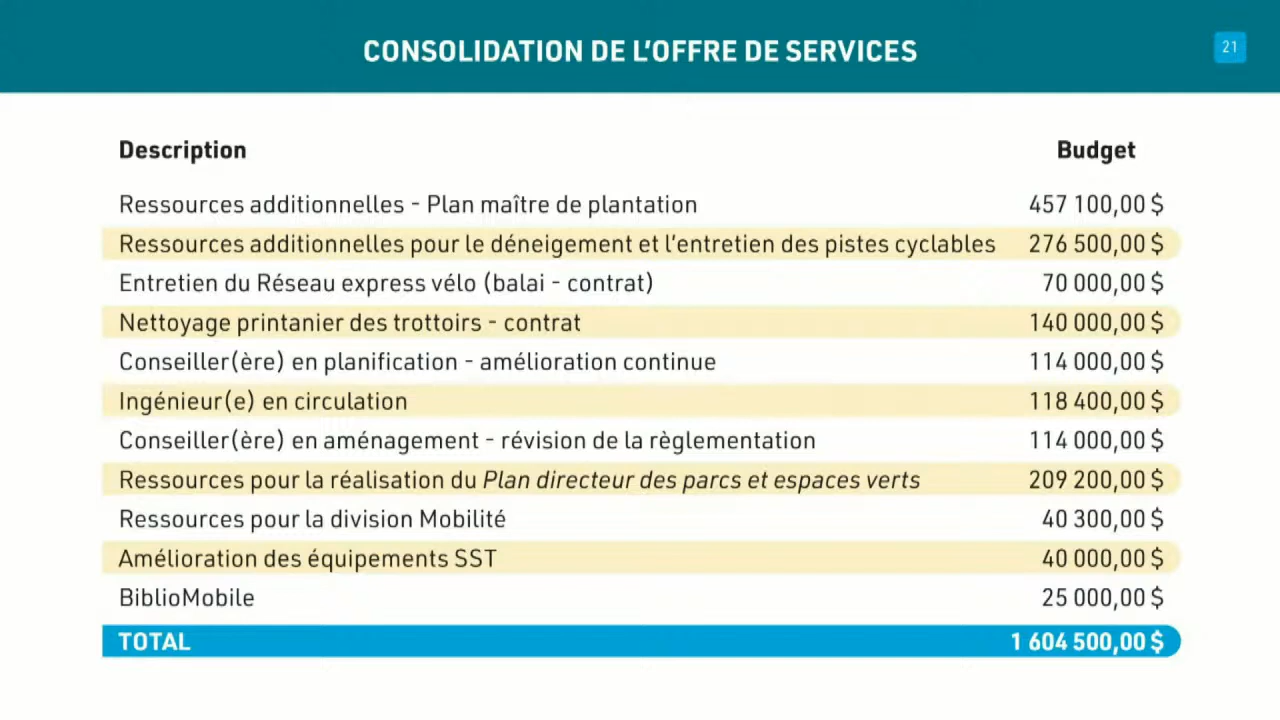 CONSOLIDATION DE L’OFFRE DE SERVICES 21
Description Budget
Ressources additionnelles - Plan maître de plantation 457 100,00 $
Ressources additionnelles pour le déneigement et l’entretien des pistes cyclables 276 500,00 $
Entretien du Réseau express vélo (balai - contrat) 70 000,00 $
Nettoyage printanier des trottoirs - contrat 140 000,00 $
Conseiller(ère) en planification - amélioration continue 114 000,00 $
Ingénieur(e) en circulation 118 400,00 $
Conseiller(ère) en aménagement - révision de la règlementation 114 000,00 $
Ressources pour la réalisation du Plan directeur des parcs et espaces verts 209 200,00 $
Ressources pour la division Mobilité 40 300,00 $
Amélioration des équipements SST 40 000,00 $
BiblioMobile 25 000,00 $
TOTAL 1 604 500,00 $